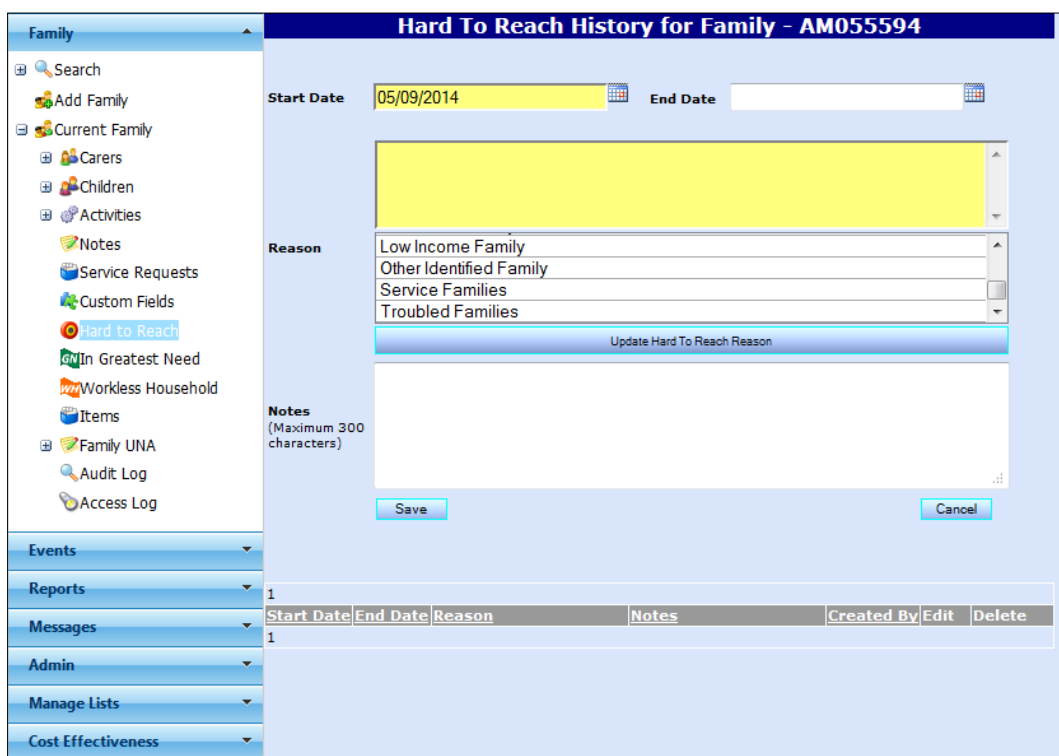 Family
Search
Add Family
Current Family
Carers
Children
Activities
Notes
Service Requests
Custom Fields
Hard to Reach
GN In Greatest Need
WH Workless Household
Items
Family UNA
Audit Log
Access Log
Events
Reports
Messages
Admin
Manage Lists
Cost Effectiveness
Hard To Reach History for Family - AM055594
Start Date 05/09/2014 End Date
Reason
Low Income Family
Other Identified Family
Service Families
Troubled Families
Update Hard To Reach Reason
Notes
(Maximum 300
characters)
Save Cancel
1
Start Date End Date Reason Notes Created By Edit Delete
1